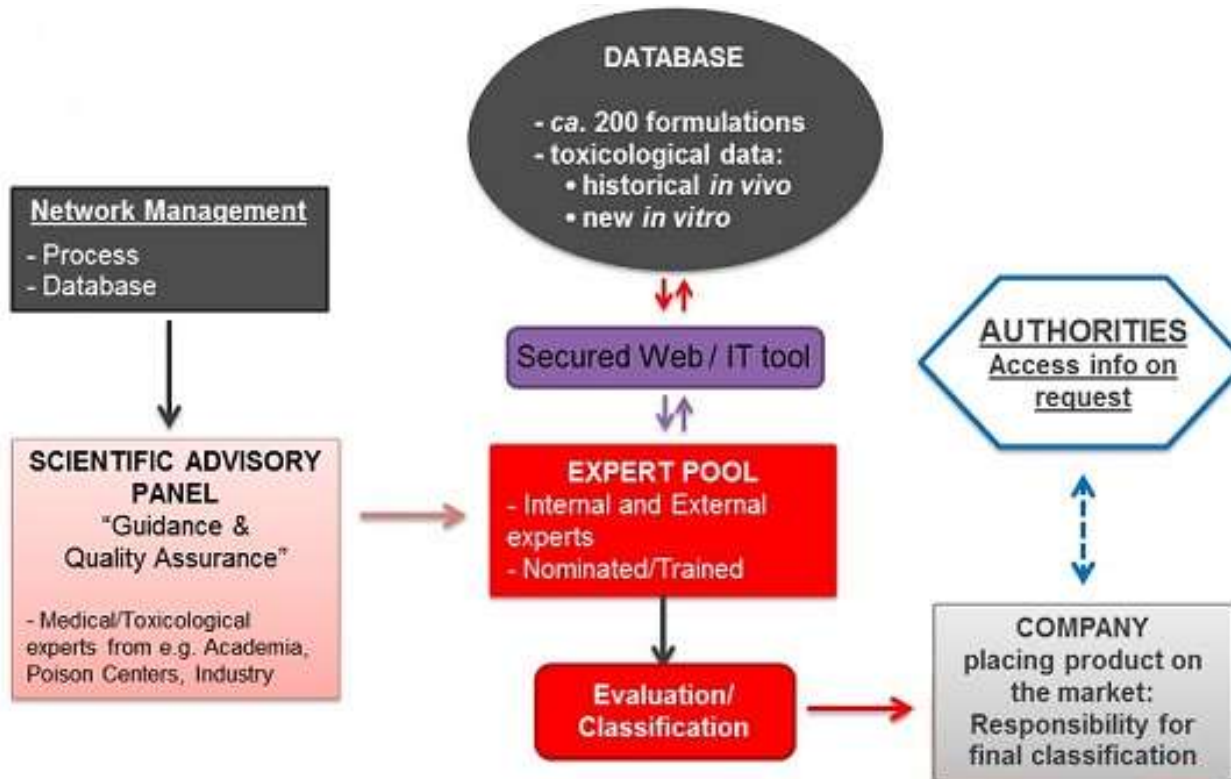 DATABASE
- ca. 200 formulations
- toxicological data:
• historical in vivo
• new in vitro
Network Management
- Process
- Database
Secured Web / IT tool
AUTHORITIES
Access info on
request
SCIENTIFIC ADVISORY
PANEL
“Guidance &
Quality Assurance”
- Medical/Toxicological
experts from e.g. Academia,
Poison Centers, Industry
EXPERT POOL
- Internal and External
experts
- Nominated/Trained
Evaluation/
Classification
COMPANY
placing product on
the market:
Responsibility for
final classification